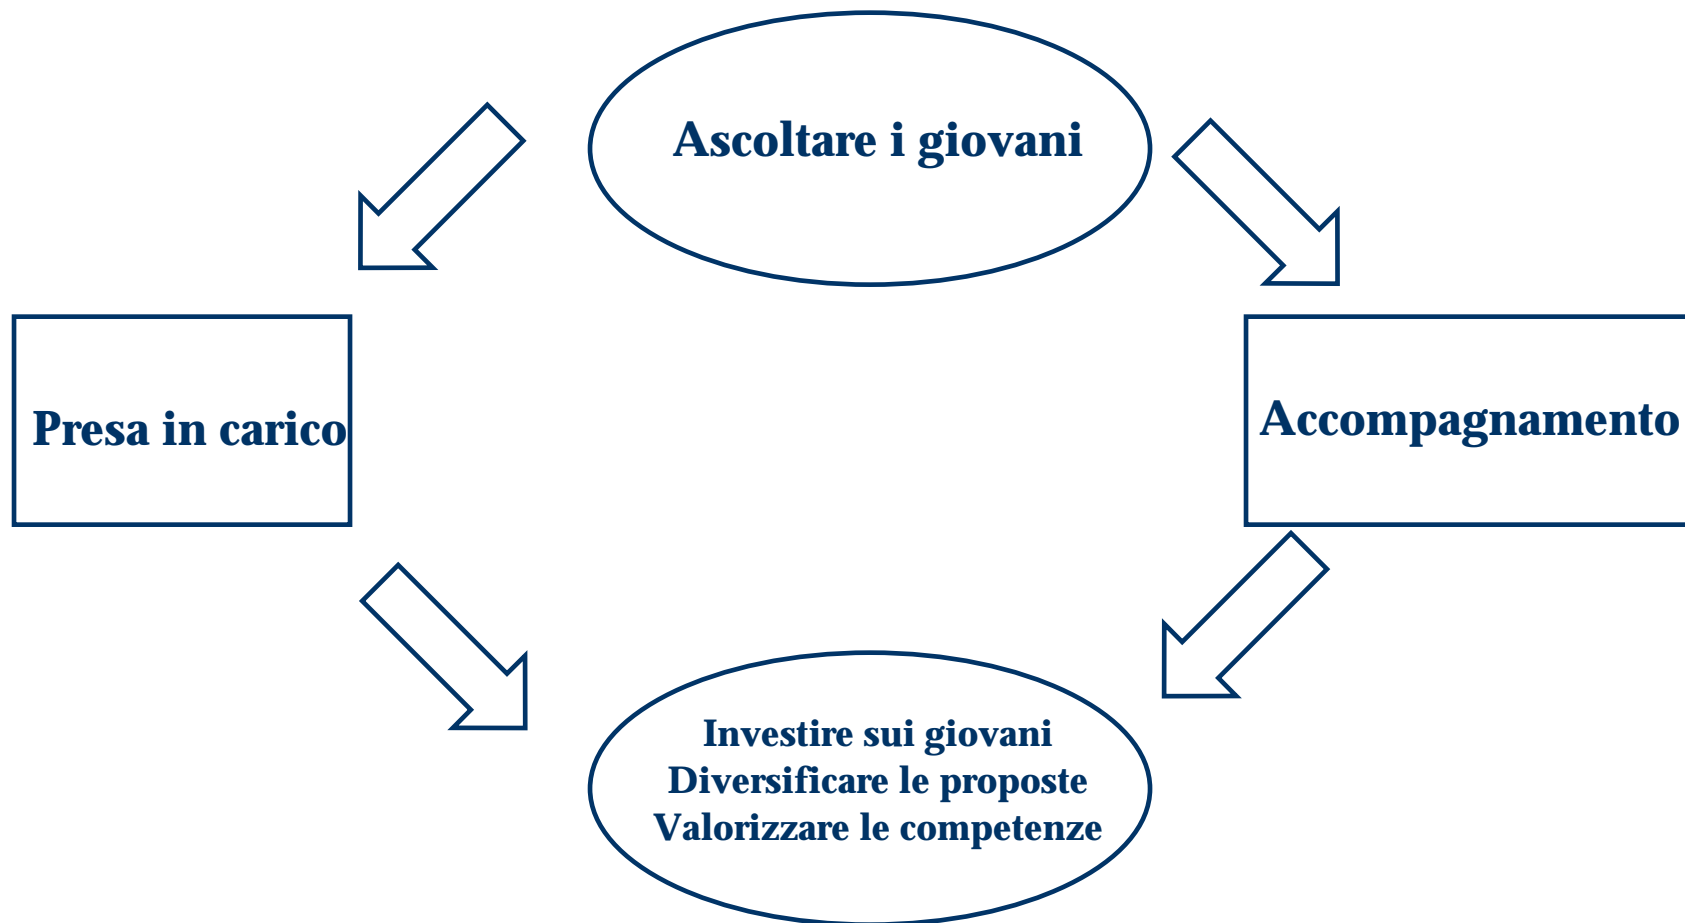 Ascoltare i giovani
Presa in carico
Accompagnamento
Investire sui giovani
Diversificare le proposte
Valorizzare le competenze